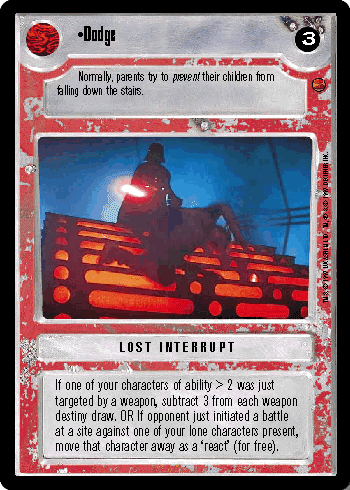 •Dodge
3
Normally, parents try to prevent their children from
falling down the stairs.
LOST INTERRUPT
If one of your characters of ability > 2 was just
targeted by a weapon, subtract 3 from each weapon
destiny draw. OR If opponent just initiated a battle
at a site against one of your lone characters present,
move that character away as a ‘react’ (for free).